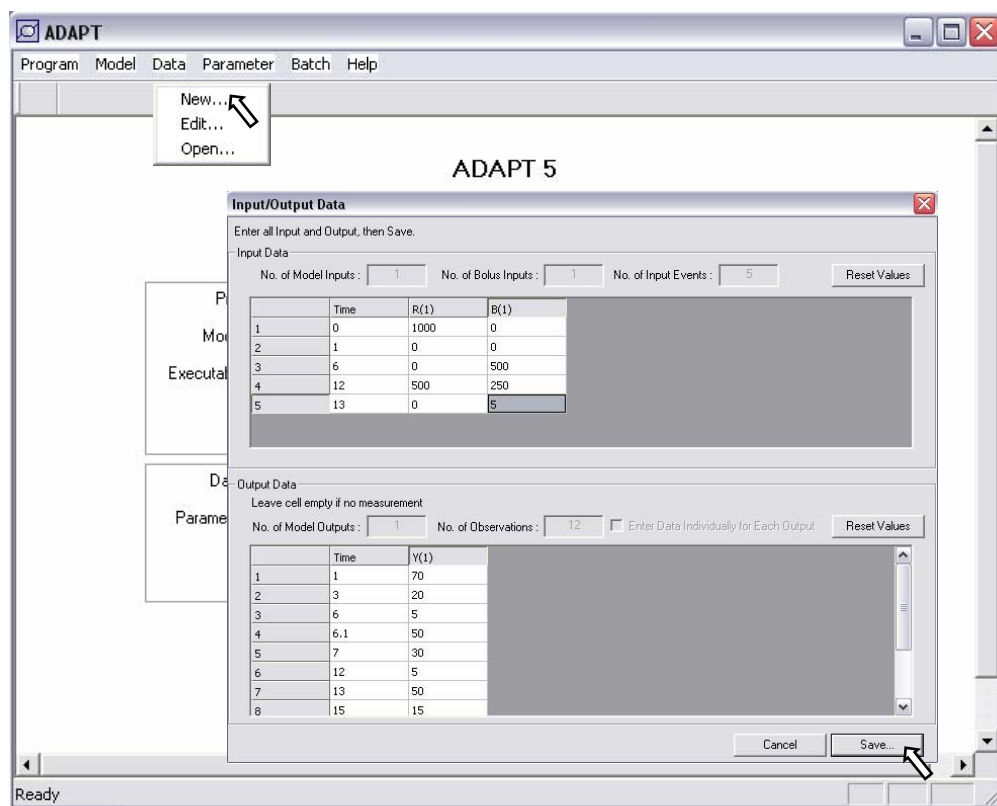 ADAPT
Program Model Data Parameter Batch Help
New...
Edit...
Open...
ADAPT 5
Input/Output Data
Enter all Input and Output, then Save.
Input Data
No. of Model Inputs : 1 No. of Bolus Inputs : 1 No. of Input Events : 5 Reset Values
Time R(1) B(1)
1 0 1000 0
2 1 0 0
3 6 0 500
4 12 500 250
5 13 0 5
Output Data
Leave cell empty if no measurement
No. of Model Outputs : 1 No. of Observations : 12 Enter Data Individually for Each Output Reset Values
Time Y(1)
1 1 70
2 3 20
3 6 5
4 6.1 50
5 7 30
6 12 5
7 13 50
8 15 15
Cancel Save...
Ready